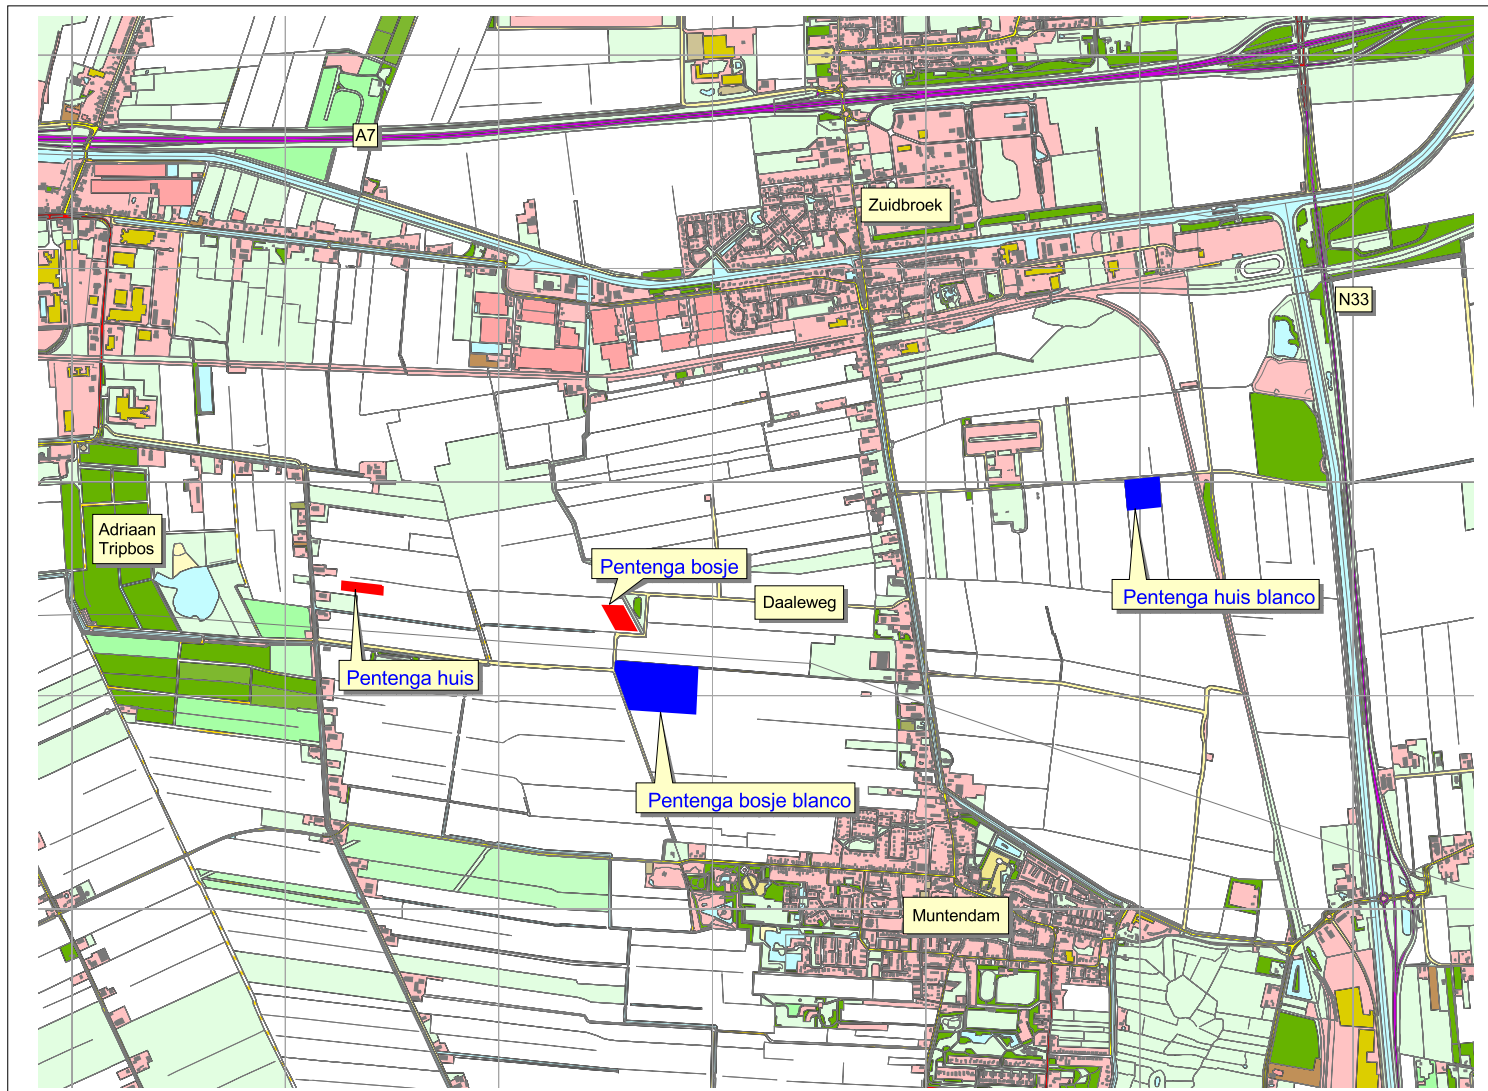 A7
Zuidbroek
N33
Adriaan
Tripbos
Pentenga bosje
Daaleweg
Pentenga huis blanco
Pentenga huis
Pentenga bosje blanco
Muntendam